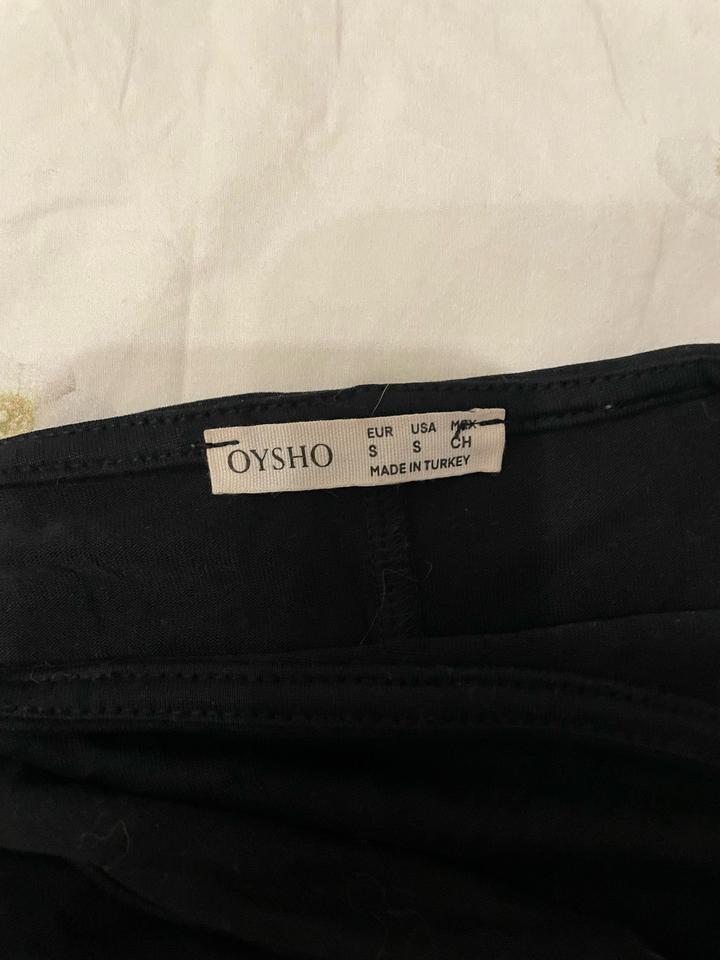 OYSHO
EUR USA MEX
S S CH
MADE IN TURKEY